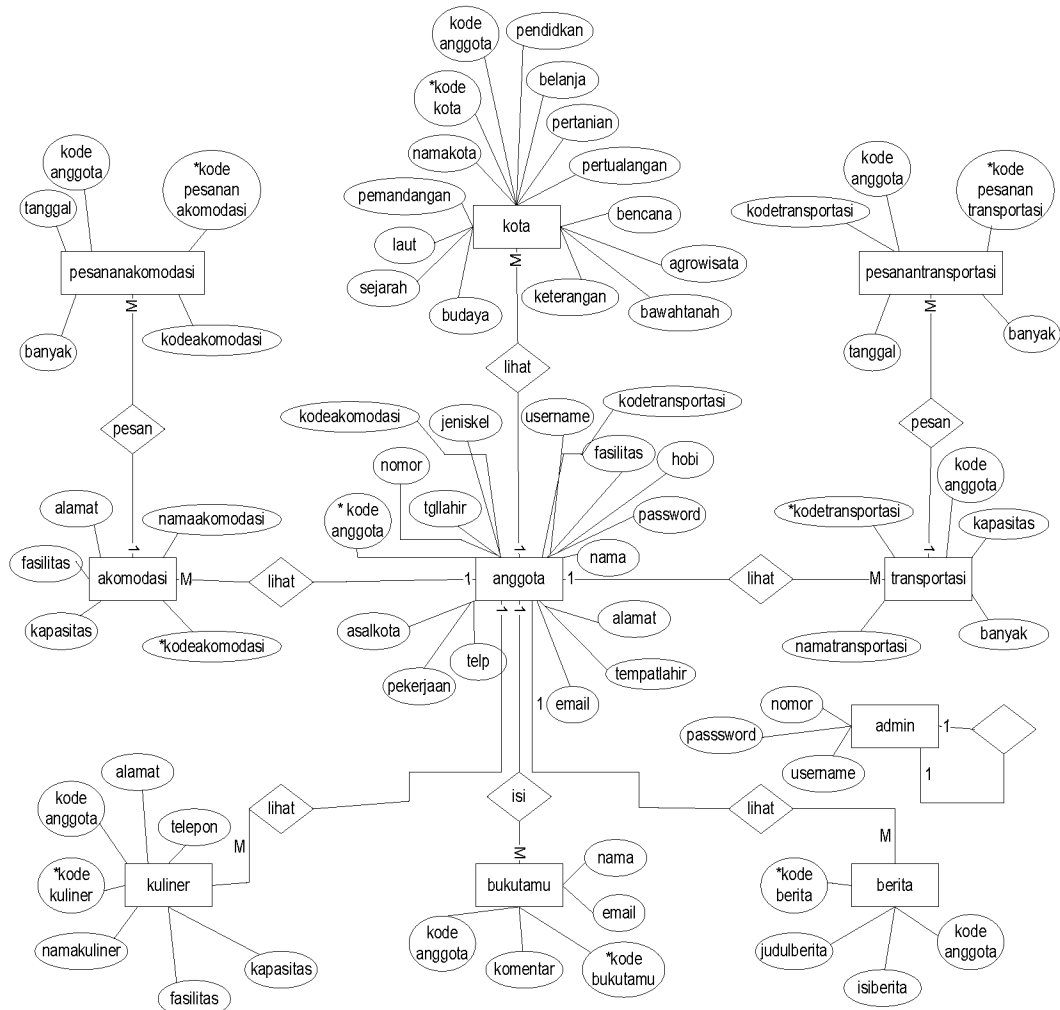 kode
anggota
pendidkan
*kode
kota
belanja
namakota
pertanian
pertualangan
pemandangan
laut
sejarah
budaya
kota
bencana
agrowisata
keterangan
bawahtanah
M
lihat
1
kode
anggota
*kode
pesanan
akomodasi
tanggal
pesananakomodasi
M
banyak
kodeakomodasi
pesan
1
kode
anggota
*kode
pesanan
transportasi
kodetransportasi
pesanantransportasi
M
tanggal
banyak
pesan
1
alamat
namaakomodasi
fasilitas
akomodasi
kapasitas
*kodeakomodasi
M
lihat
1
kodeakomodasi
jeniskel
username
kodetransportasi
nomor
fasilitas
hobi
tgllahir
* kode
anggota
password
nama
anggota
asalkota
alamat
telp
tempatlahir
pekerjaan
email
1
lihat
M
kode
anggota
*kodetransportasi
kapasitas
transportasi
namatransportasi
banyak
nomor
passsword
admin
username
1
1
1
1
1
alamat
kode
anggota
telepon
*kode
kuliner
kuliner
namakuliner
kapasitas
fasilitas
M
lihat
isi
M
nama
bukutamu
email
kode
anggota
komentar
*kode
bukutamu
lihat
M
*kode
berita
berita
judulberita
kode
anggota
isiberita